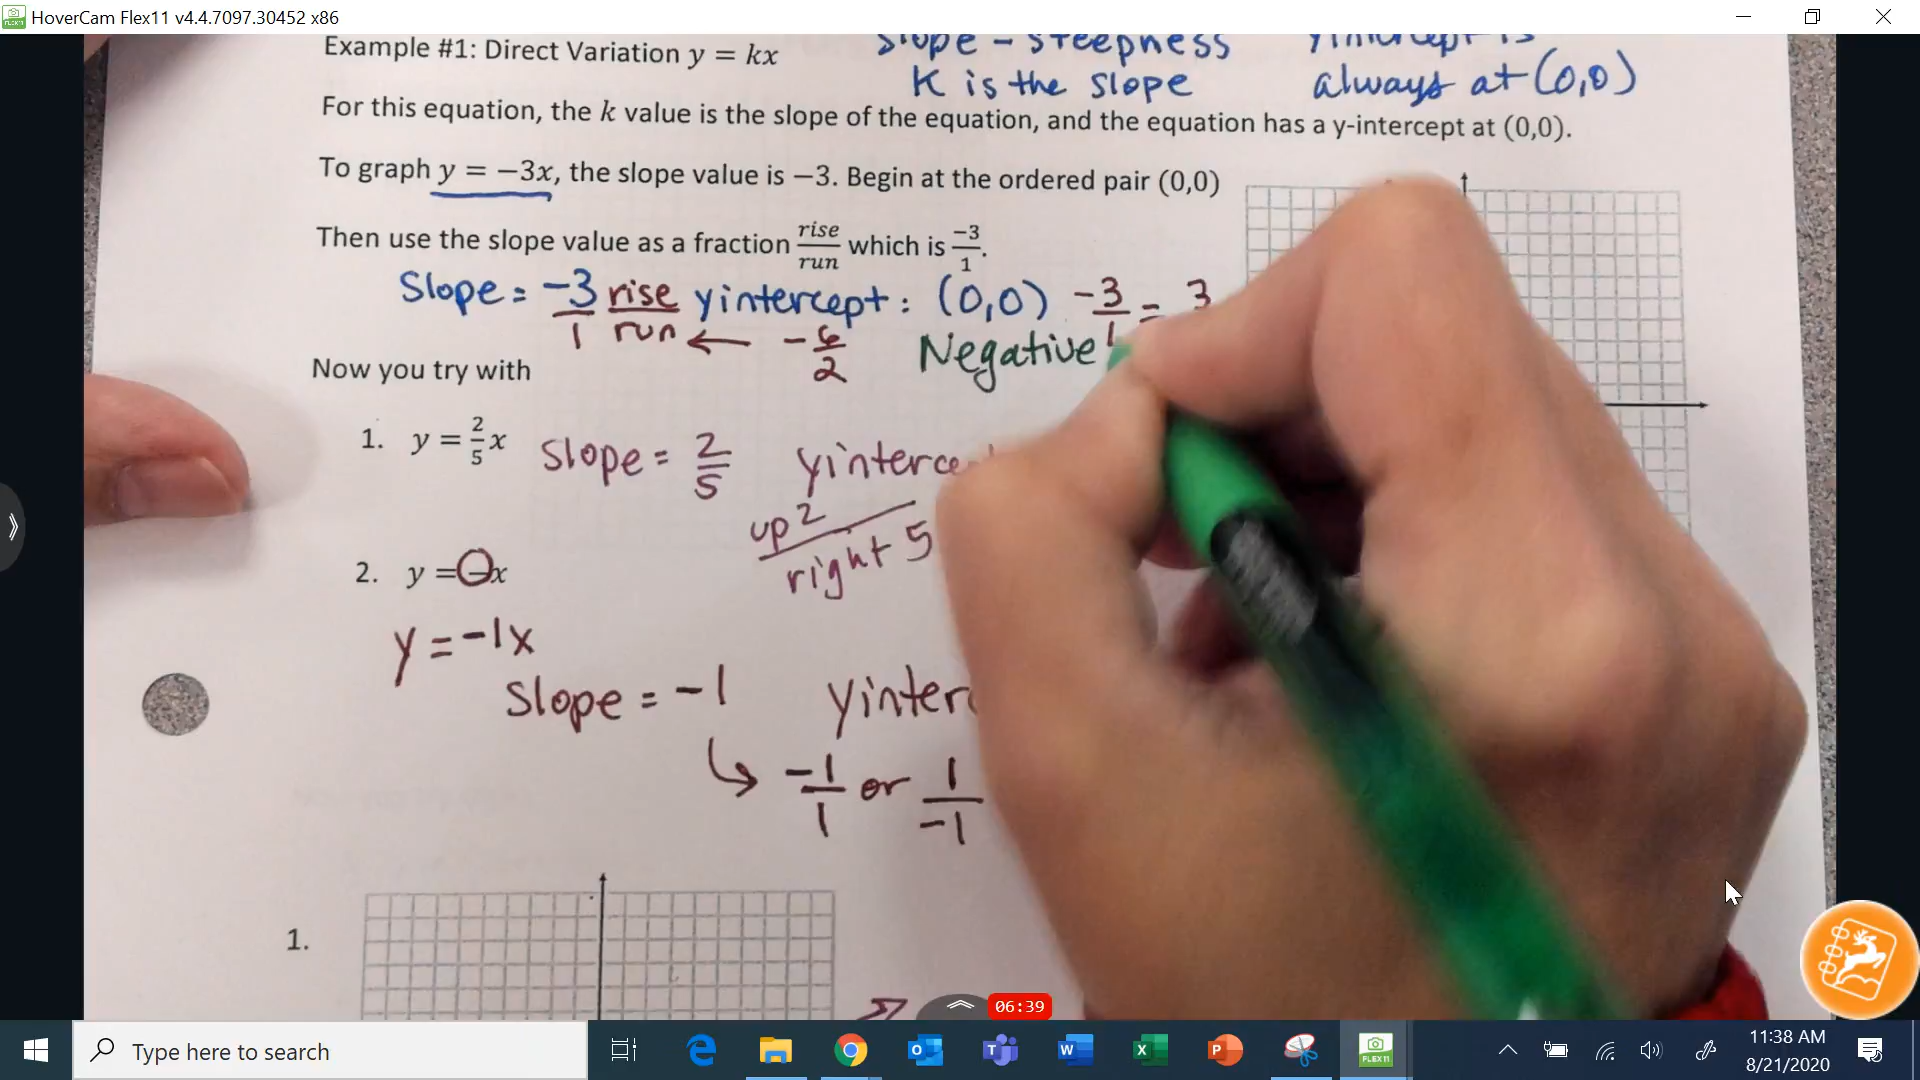 HoverCam Flex11 v4.4.7097.30452 x86
Example #1: Direct Variation y = kx
slope - steepness
yintercept is
K is the slope
always at (0,0)
For this equation, the k value is the slope of the equation, and the equation has a y-intercept at (0,0).
To graph y = −3x, the slope value is −3. Begin at the ordered pair (0,0)
Then use the slope value as a fraction rise/run which is −3/1.
Slope = -3/1 rise/run yintercept: (0,0) -3/1 = 3
← -6/2 Negative
Now you try with
1. y = 2/5 x slope = 2/5
up 2
right 5
2. y = −x
y = -1x
slope = -1
↳ -1/1 or 1/-1
1.
06:39
FLEX11
Type here to search
11:38 AM
8/21/2020